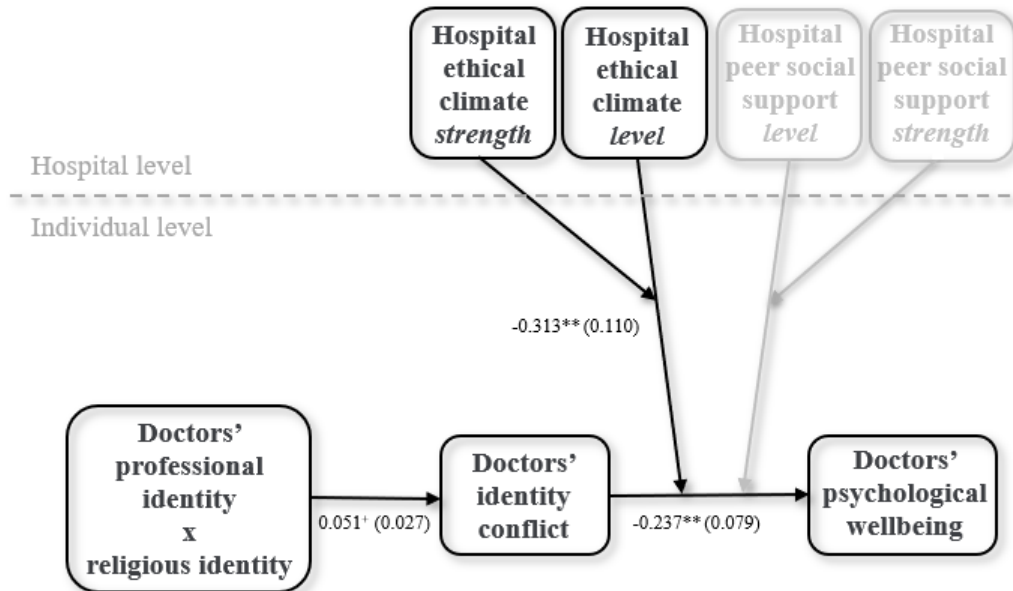 Hospital
ethical
climate
strength
Hospital
ethical
climate
level
Hospital
peer social
support
level
Hospital
peer social
support
strength
Hospital level
Individual level
-0.313** (0.110)
Doctors’
professional
identity
x
religious identity
0.051⁺ (0.027)
Doctors’
identity
conflict
-0.237** (0.079)
Doctors’
psychological
wellbeing